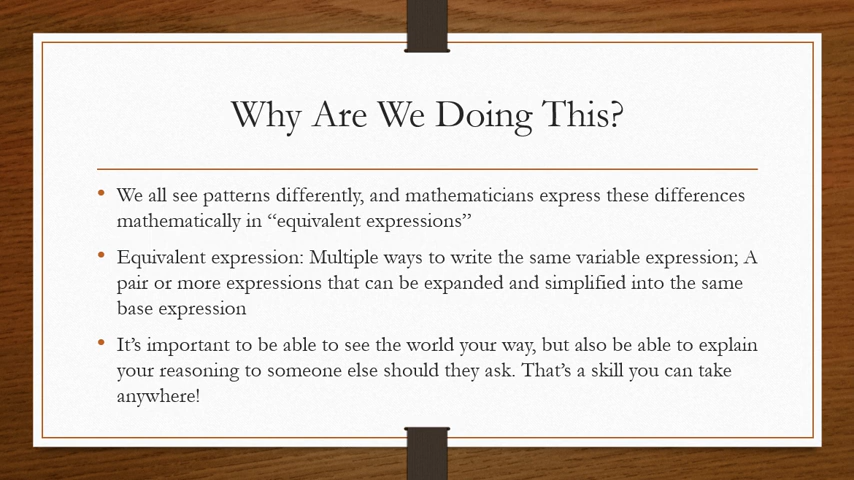 Why Are We Doing This?
• We all see patterns differently, and mathematicians express these differences
mathematically in “equivalent expressions”
• Equivalent expression: Multiple ways to write the same variable expression; A
pair or more expressions that can be expanded and simplified into the same
base expression
• It’s important to be able to see the world your way, but also be able to explain
your reasoning to someone else should they ask. That’s a skill you can take
anywhere!